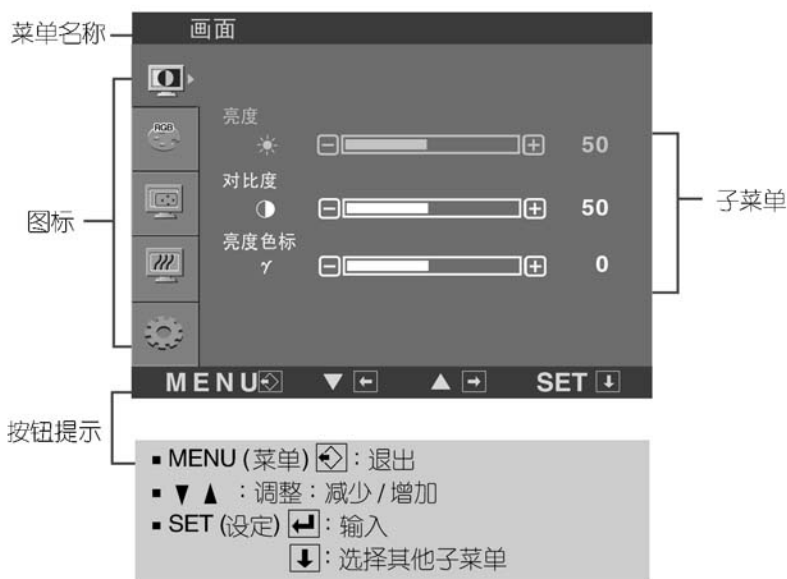 菜单名称
画面
RGB
亮度
50
对比度
50
亮度色标
γ
0
图标
子菜单
MENU
SET
按钮提示
▪ MENU (菜单) : 退出
▪ ▼ ▲ : 调整 : 减少 / 增加
▪ SET (设定) : 输入
: 选择其他子菜单